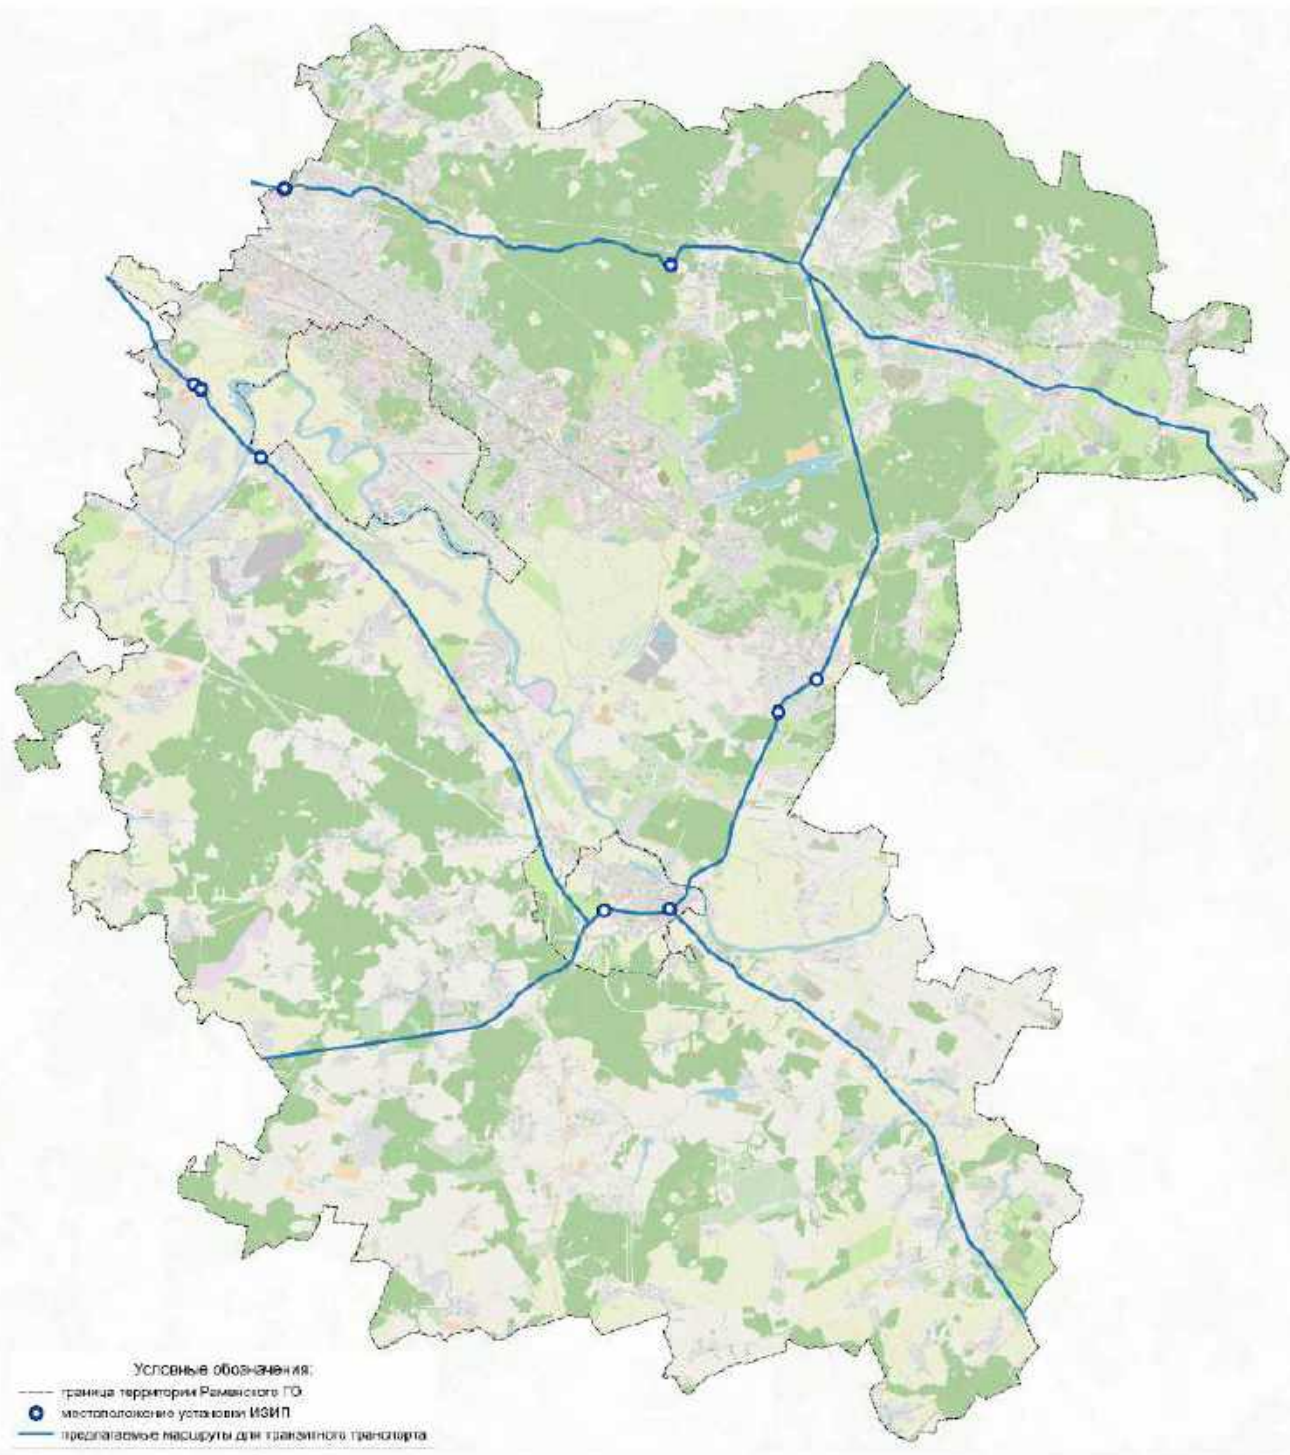 Условные обозначения:
граница территории Раменского ГО
местоположение установки ИЗИП
предлагаемые маршруты для транзитного транспорта